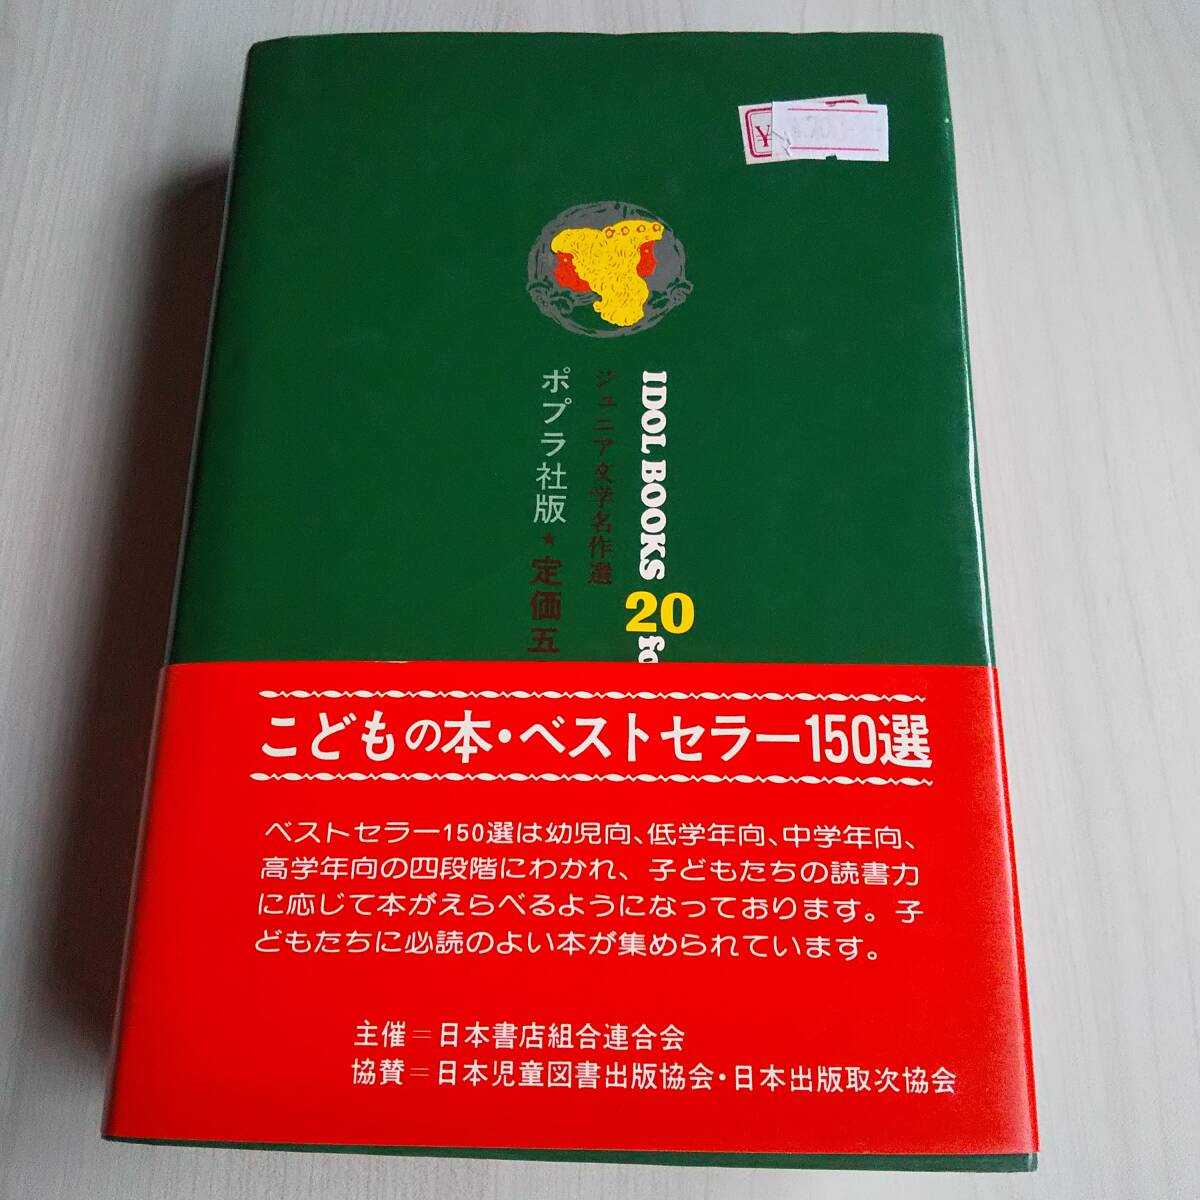 ¥
IDOL BOOKS 20 fo
ジュニア文学名作選
ポプラ社版★定価五
こどもの本・ベストセラー150選
ベストセラー150選は幼児向、低学年向、中学年向、
高学年向の四段階にわかれ、子どもたちの読書力
に応じて本がえらべるようになっております。子
どもたちに必読のよい本が集められています。
主催＝日本書店組合連合会
協賛＝日本児童図書出版協会・日本出版取次協会